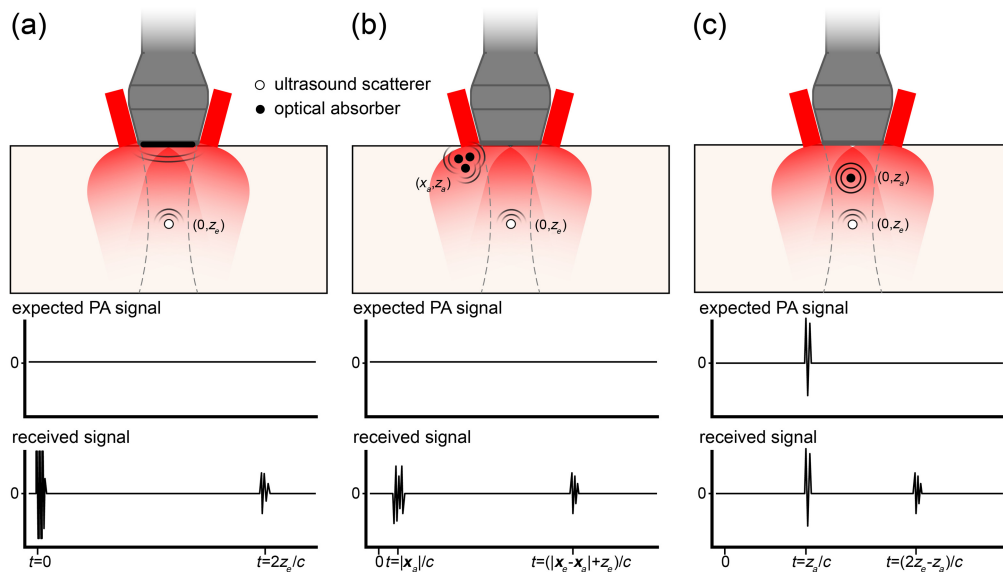 (a)
(b)
(c)
ultrasound scatterer
optical absorber
(0,zₑ)
(xₐ,zₐ)
(0,zₑ)
(0,zₐ)
(0,zₑ)
expected PA signal
expected PA signal
expected PA signal
0
0
0
received signal
received signal
received signal
0
0
0
t=0
t=2zₑ/c
0
t=|xₐ|/c
t=(|xₑ-xₐ|+zₑ)/c
0
t=zₐ/c
t=(2zₑ-zₐ)/c